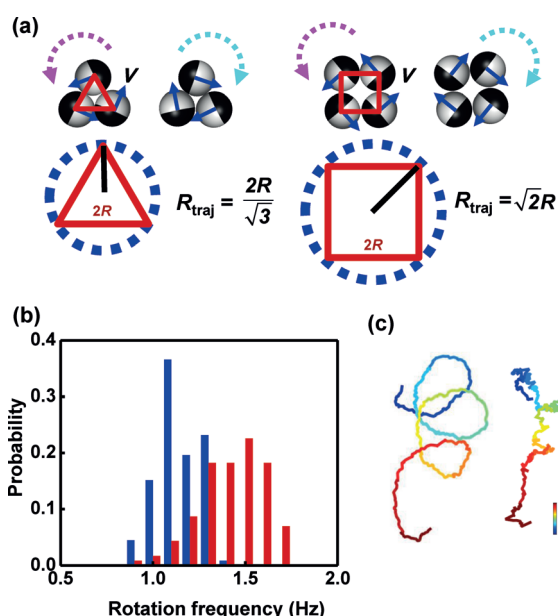 (a)
V
V
2R
R_traj = 2R/√3
2R
R_traj = √2R
(b)
(c)
Probability
0.4
0.3
0.2
0.1
0.0
0.5
1.0
1.5
2.0
Rotation frequency (Hz)